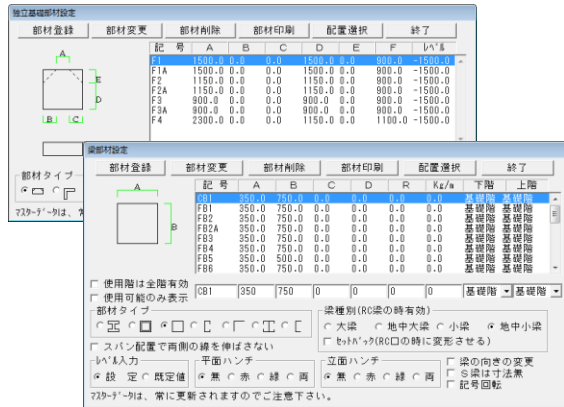 独立基礎部材設定
部材登録 部材変更 部材削除 部材印刷 配置選択 終了
記 号 A B C D E F レベル
F1 1500.0 0.0 0.0 1500.0 0.0 900.0 -1500.0
F1A 1500.0 0.0 0.0 1500.0 0.0 900.0 -1500.0
F2 1150.0 0.0 0.0 1150.0 0.0 900.0 -1500.0
F2A 1150.0 0.0 0.0 1150.0 0.0 900.0 -1500.0
F3 900.0 0.0 0.0 900.0 0.0 900.0 -1500.0
F3A 900.0 0.0 0.0 900.0 0.0 900.0 -1500.0
F4 2300.0 0.0 0.0 1150.0 0.0 1100.0 -1500.0
A
E
D
B C
部材タイプ
マスターデータは、常
梁部材設定
部材登録 部材変更 部材削除 部材印刷 配置選択 終了
A
B
記 号 A B C D R Kg/m 下階 上階
CB1 350.0 750.0 0.0 0.0 0.0 0.0 基礎階 基礎階
FB1 350.0 750.0 0.0 0.0 0.0 0.0 基礎階 基礎階
FB2 350.0 750.0 0.0 0.0 0.0 0.0 基礎階 基礎階
FB2A 350.0 750.0 0.0 0.0 0.0 0.0 基礎階 基礎階
FB3 350.0 750.0 0.0 0.0 0.0 0.0 基礎階 基礎階
FB4 350.0 750.0 0.0 0.0 0.0 0.0 基礎階 基礎階
FB5 350.0 500.0 0.0 0.0 0.0 0.0 基礎階 基礎階
FB6 350.0 750.0 0.0 0.0 0.0 0.0 基礎階 基礎階
使用階は全階有効
使用可能のみ表示
CB1 350 750 0 0 0 0 基礎階 基礎階
部材タイプ
梁種別(RC梁の時有効)
大梁 地中大梁 小梁 地中小梁
セットバック(RC口の時に変形させる)
スパン配置で両側の線を伸ばさない
レベル入力
設 定 既定値
平面ハンチ
無 赤 緑 両
立面ハンチ
無 赤 緑 両
梁の向きの変更
S梁は寸法無
記号回転
マスターデータは、常に更新されますのでご注意下さい。